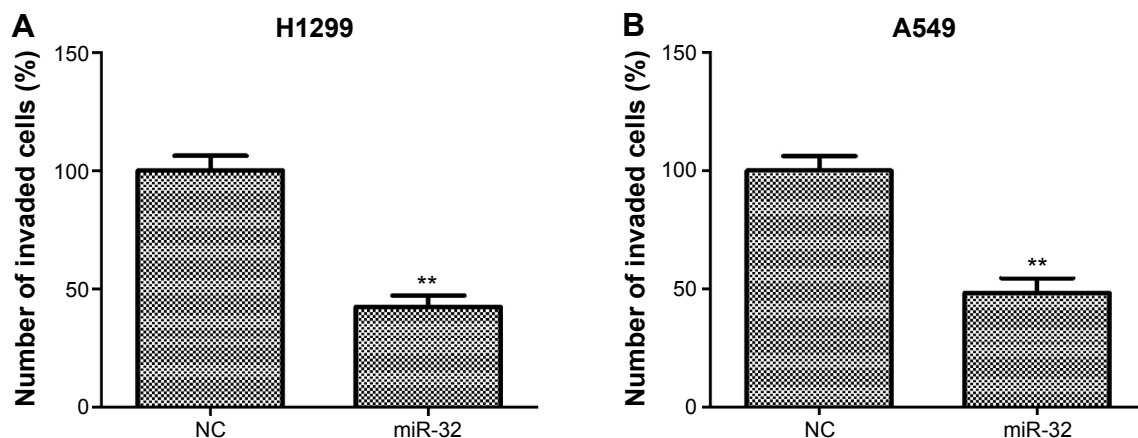 A
H1299
Number of invaded cells (%)
150
100
50
0
**
NC
miR-32
B
A549
Number of invaded cells (%)
150
100
50
0
**
NC
miR-32